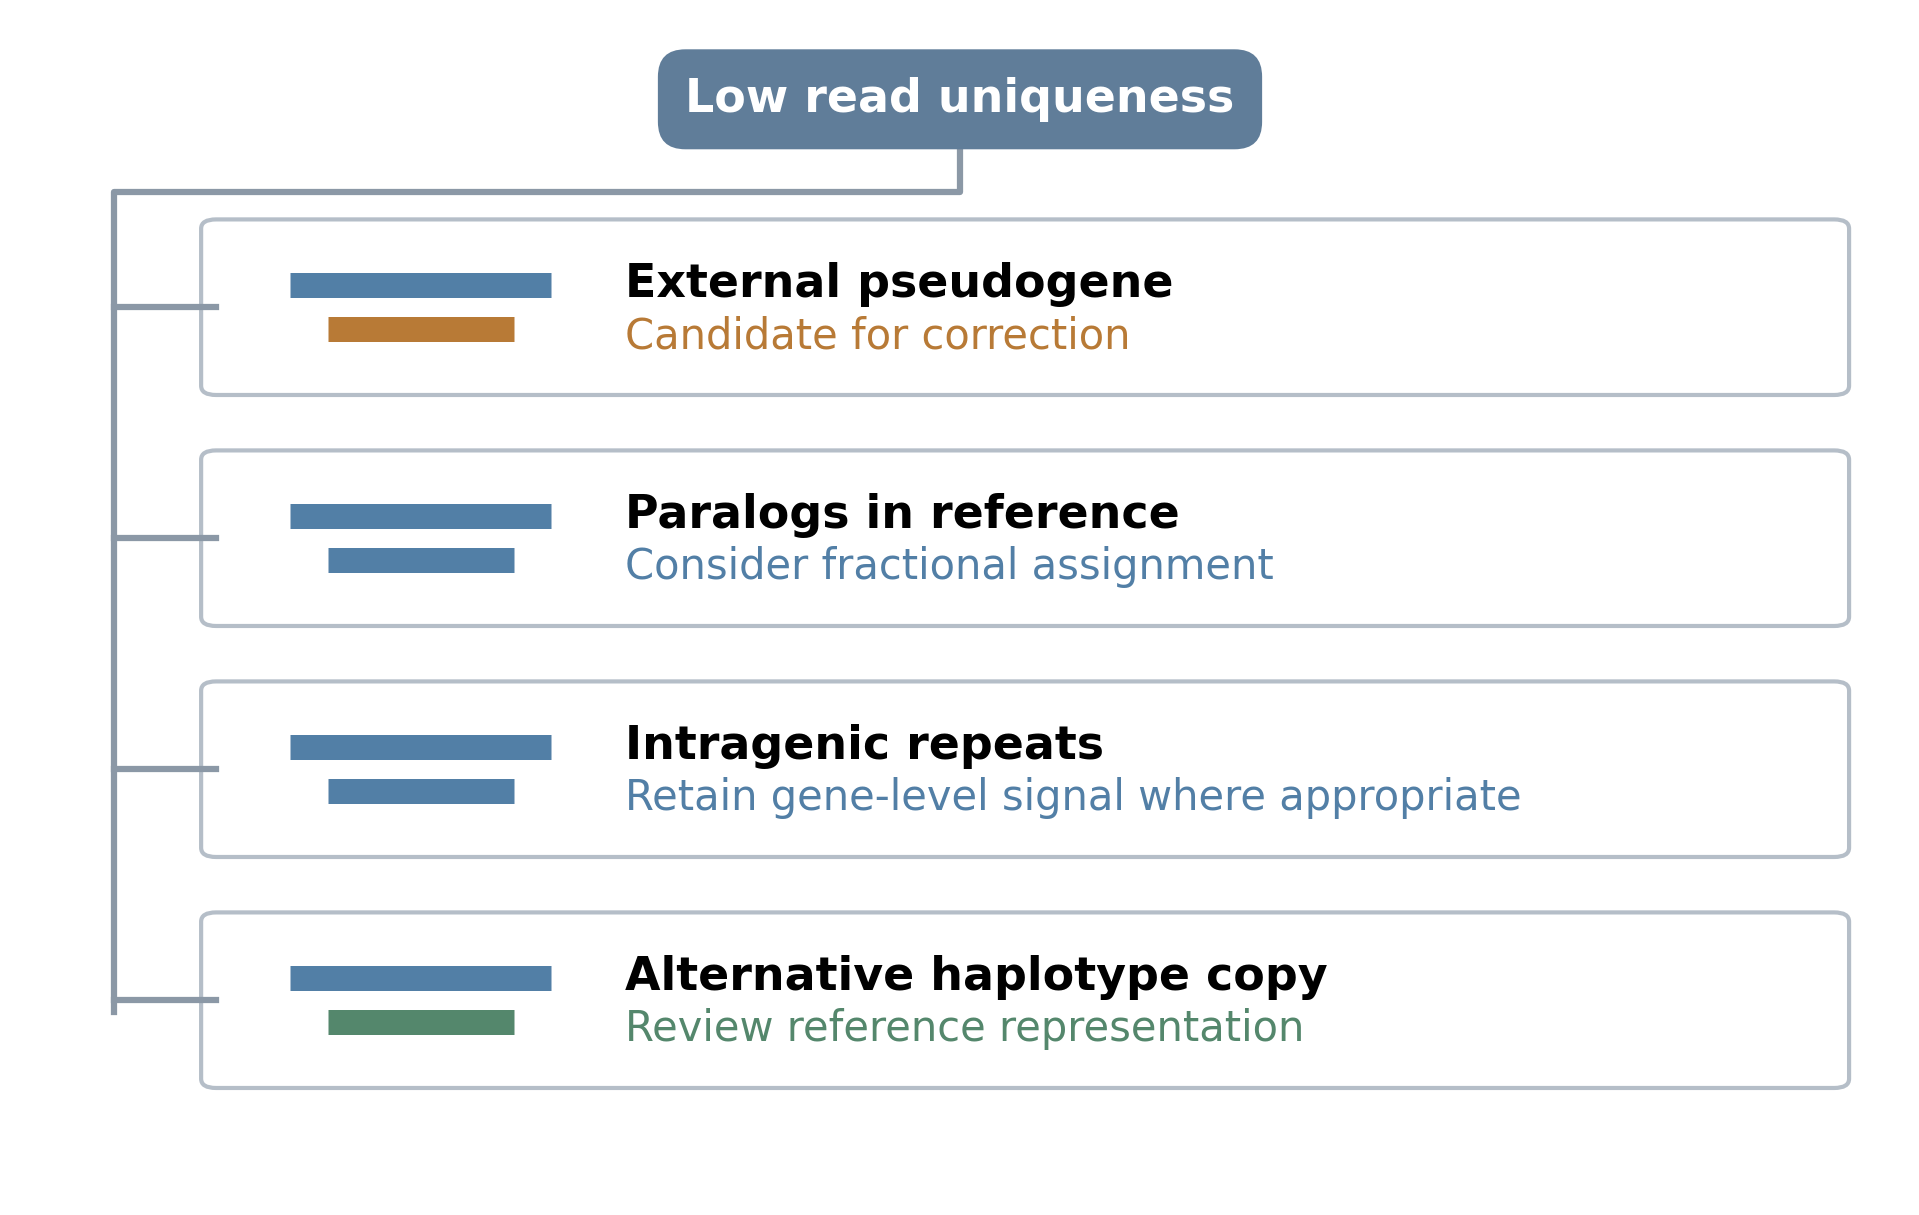 Low read uniqueness
External pseudogene
Candidate for correction
Paralogs in reference
Consider fractional assignment
Intragenic repeats
Retain gene-level signal where appropriate
Alternative haplotype copy
Review reference representation